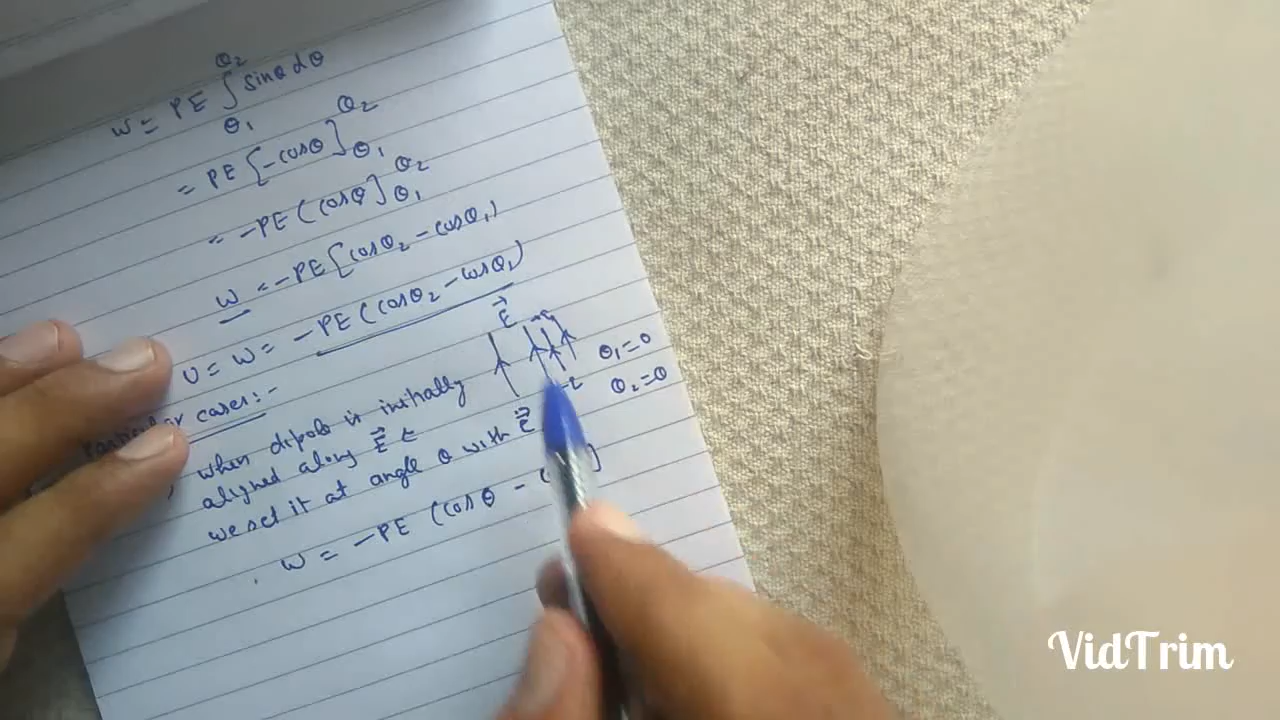 W = PE ∫ sinθ dθ
θ2
θ1
= PE [-cosθ]θ2 θ1
= -PE (cosθ]θ2 θ1
W = -PE [cosθ2 - cosθ1)
U = W = -PE (cosθ2 - cosθ1)
Particular cases:-
when dipole is initially
aligned along E⃗ &
we set it at angle θ with E⃗
E⃗
θ1=0
θ2=θ
W = -PE (cosθ -
VidTrim